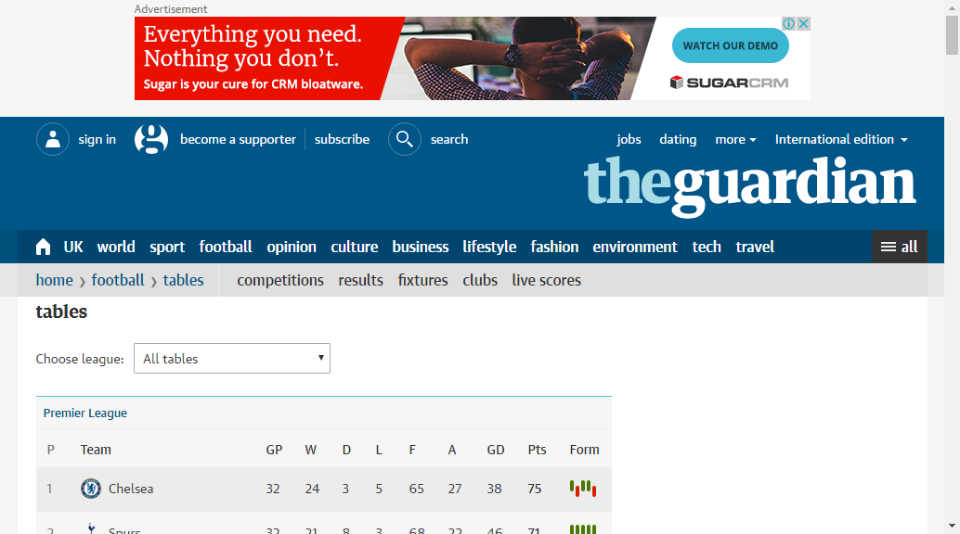 Advertisement
Everything you need.
Nothing you don't.
Sugar is your cure for CRM bloatware.
WATCH OUR DEMO
SUGARCRM
sign in
become a supporter
subscribe
search
jobs
dating
more
International edition
theguardian
UK world sport football opinion culture business lifestyle fashion environment tech travel
all
home › football › tables
competitions results fixtures clubs live scores
tables
Choose league: All tables
Premier League
P Team GP W D L F A GD Pts Form
1 Chelsea 32 24 3 5 65 27 38 75
2 Spurs 32 21 8 3 68 22 46 71